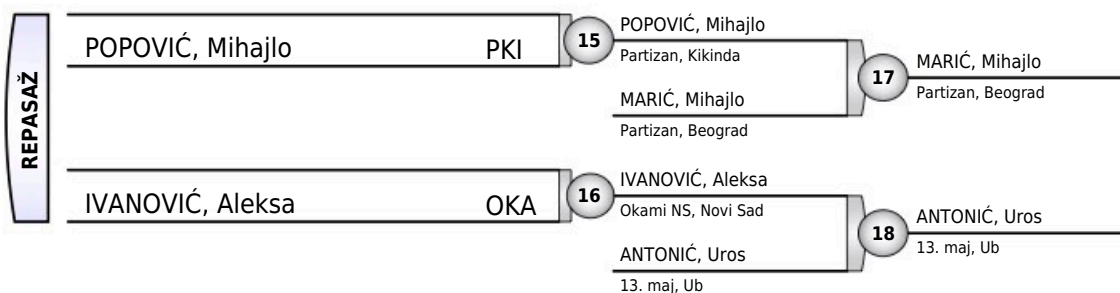 REPASAŽ
POPOVIĆ, Mihajlo PKI
15
POPOVIĆ, Mihajlo
Partizan, Kikinda
MARIĆ, Mihajlo
Partizan, Beograd
17
MARIĆ, Mihajlo
Partizan, Beograd
IVANOVIĆ, Aleksa OKA
16
IVANOVIĆ, Aleksa
Okami NS, Novi Sad
ANTONIĆ, Uros
13. maj, Ub
18
ANTONIĆ, Uros
13. maj, Ub